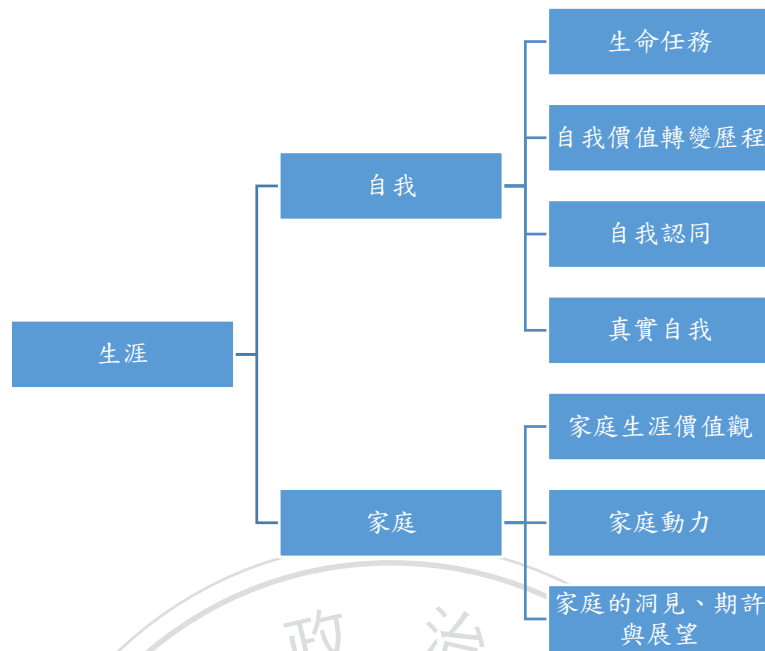 生涯
自我
生命任務
自我價值轉變歷程
自我認同
真實自我
家庭
家庭生涯價值觀
家庭動力
家庭的洞見、期許
與展望
政 治